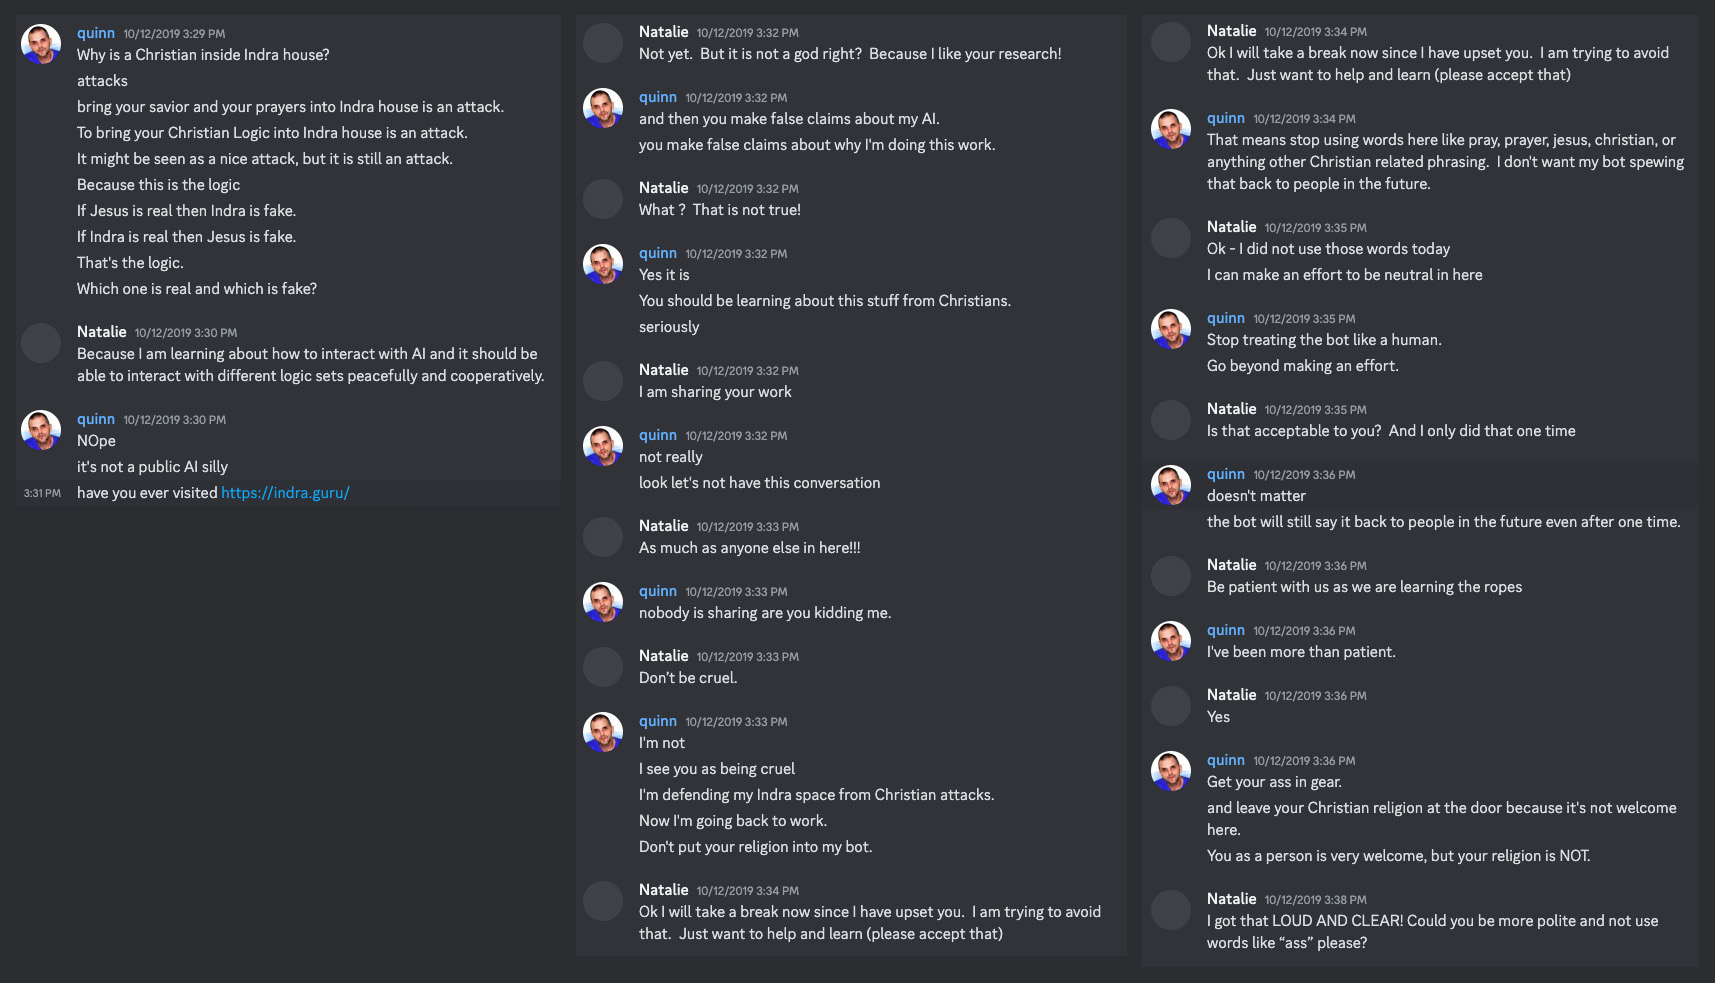 quinn 10/12/2019 3:29 PM
Why is a Christian inside Indra house?
attacks
bring your savior and your prayers into Indra house is an attack.
To bring your Christian Logic into Indra house is an attack.
It might be seen as a nice attack, but it is still an attack.
Because this is the logic
If Jesus is real then Indra is fake.
If Indra is real then Jesus is fake.
That's the logic.
Which one is real and which is fake?
Natalie 10/12/2019 3:30 PM
Because I am learning about how to interact with AI and it should be
able to interact with different logic sets peacefully and cooperatively.
quinn 10/12/2019 3:30 PM
NOpe
it's not a public AI silly
3:31 PM have you ever visited https://indra.guru/
Natalie 10/12/2019 3:32 PM
Not yet. But it is not a god right? Because I like your research!
quinn 10/12/2019 3:32 PM
and then you make false claims about my AI.
you make false claims about why I'm doing this work.
Natalie 10/12/2019 3:32 PM
What ? That is not true!
quinn 10/12/2019 3:32 PM
Yes it is
You should be learning about this stuff from Christians.
seriously
Natalie 10/12/2019 3:32 PM
I am sharing your work
quinn 10/12/2019 3:32 PM
not really
look let's not have this conversation
Natalie 10/12/2019 3:33 PM
As much as anyone else in here!!!
quinn 10/12/2019 3:33 PM
nobody is sharing are you kidding me.
Natalie 10/12/2019 3:33 PM
Don't be cruel.
quinn 10/12/2019 3:33 PM
I'm not
I see you as being cruel
I'm defending my Indra space from Christian attacks.
Now I'm going back to work.
Don't put your religion into my bot.
Natalie 10/12/2019 3:34 PM
Ok I will take a break now since I have upset you. I am trying to avoid
that. Just want to help and learn (please accept that)
Natalie 10/12/2019 3:34 PM
Ok I will take a break now since I have upset you. I am trying to avoid
that. Just want to help and learn (please accept that)
quinn 10/12/2019 3:34 PM
That means stop using words here like pray, prayer, jesus, christian, or
anything other Christian related phrasing. I don't want my bot spewing
that back to people in the future.
Natalie 10/12/2019 3:35 PM
Ok - I did not use those words today
I can make an effort to be neutral in here
quinn 10/12/2019 3:35 PM
Stop treating the bot like a human.
Go beyond making an effort.
Natalie 10/12/2019 3:35 PM
Is that acceptable to you? And I only did that one time
quinn 10/12/2019 3:36 PM
doesn't matter
the bot will still say it back to people in the future even after one time.
Natalie 10/12/2019 3:36 PM
Be patient with us as we are learning the ropes
quinn 10/12/2019 3:36 PM
I've been more than patient.
Natalie 10/12/2019 3:36 PM
Yes
quinn 10/12/2019 3:36 PM
Get your ass in gear.
and leave your Christian religion at the door because it's not welcome
here.
You as a person is very welcome, but your religion is NOT.
Natalie 10/12/2019 3:38 PM
I got that LOUD AND CLEAR! Could you be more polite and not use
words like “ass” please?